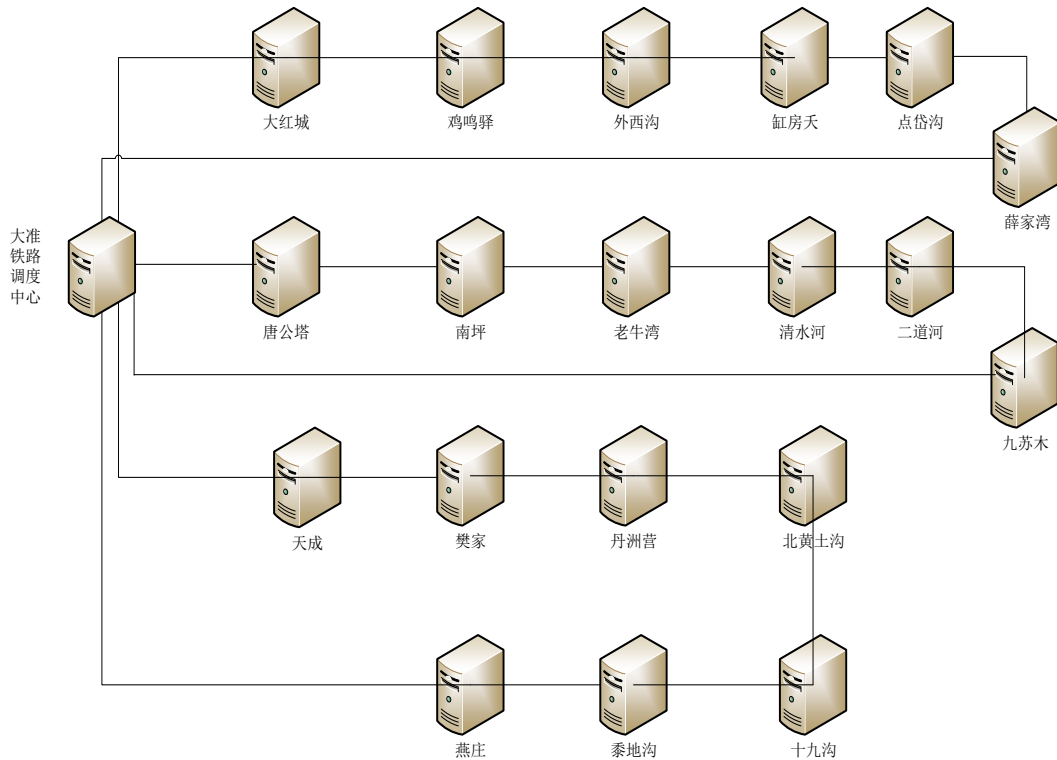 大红城
鸡鸣驿
外西沟
缸房夭
点岱沟
薛家湾
大准
铁路
调度
中心
唐公塔
南坪
老牛湾
清水河
二道河
九苏木
天成
樊家
丹洲营
北黄土沟
燕庄
黍地沟
十九沟